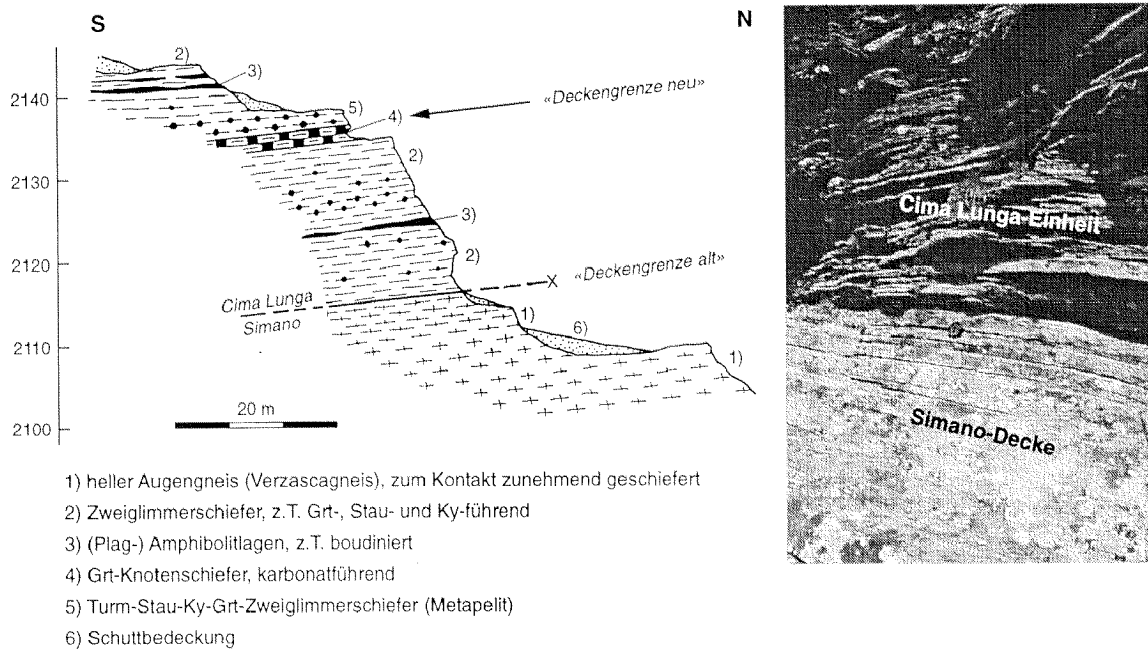 S
N
2)
3)
2140
5)
«Deckengrenze neu»
4)
2)
2130
3)
2)
2120
«Deckengrenze alt»
X
Cima Lunga
Simano
1)
6)
2110
1)
20 m
2100
Cima Lunga-Einheit
Simano-Decke
1) heller Augengneis (Verzascagneis), zum Kontakt zunehmend geschiefert
2) Zweiglimmerschiefer, z.T. Grt-, Stau- und Ky-führend
3) (Plag-) Amphibolitlagen, z.T. boudiniert
4) Grt-Knotenschiefer, karbonatführend
5) Turm-Stau-Ky-Grt-Zweiglimmerschiefer (Metapelit)
6) Schuttbedeckung